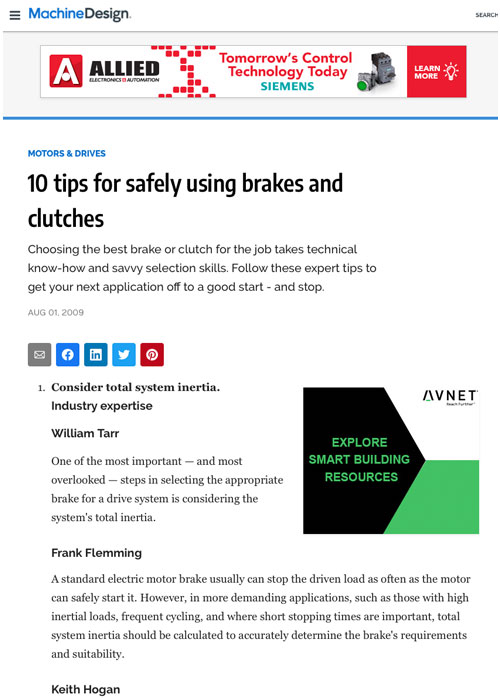 MachineDesign.
SEARCH
ALLIED
ELECTRONICS & AUTOMATION
Tomorrow's Control
Technology Today
SIEMENS
LEARN
MORE
MOTORS & DRIVES
10 tips for safely using brakes and
clutches
Choosing the best brake or clutch for the job takes technical
know-how and savvy selection skills. Follow these expert tips to
get your next application off to a good start - and stop.
AUG 01, 2009
1. Consider total system inertia.
Industry expertise
William Tarr
One of the most important — and most
overlooked — steps in selecting the appropriate
brake for a drive system is considering the
system's total inertia.
AVNET
Reach Further
EXPLORE
SMART BUILDING
RESOURCES
Frank Flemming
A standard electric motor brake usually can stop the driven load as often as the motor
can safely start it. However, in more demanding applications, such as those with high
inertial loads, frequent cycling, and where short stopping times are important, total
system inertia should be calculated to accurately determine the brake's requirements
and suitability.
Keith Hogan